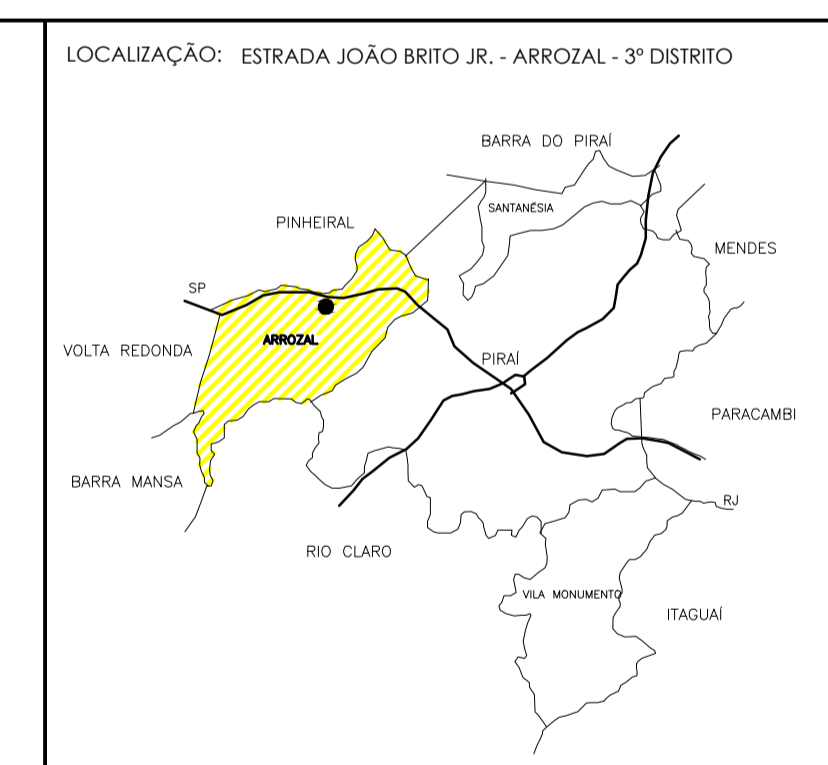 LOCALIZAÇÃO: ESTRADA JOÃO BRITO JR. - ARROZAL - 3º DISTRITO
BARRA DO PIRAÍ
SANTANÉSIA
PINHEIRAL
MENDES
SP
ARROZAL
VOLTA REDONDA
PIRAÍ
PARACAMBI
BARRA MANSA
RJ
RIO CLARO
VILA MONUMENTO
ITAGUAÍ